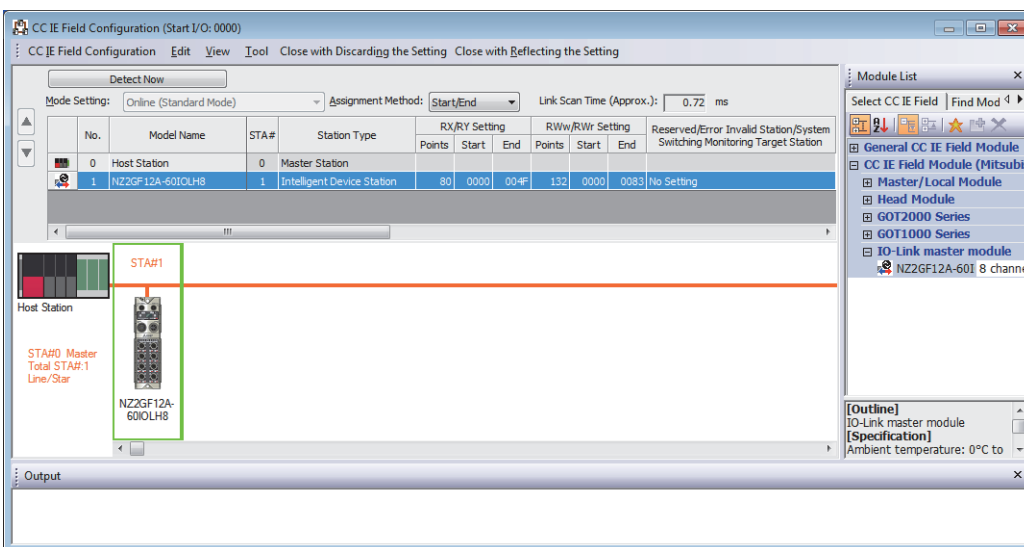 CC IE Field Configuration (Start I/O: 0000)
CC IE Field Configuration Edit View Tool Close with Discarding the Setting Close with Reflecting the Setting
Detect Now
Mode Setting: Online (Standard Mode) Assignment Method: Start/End Link Scan Time (Approx.): 0.72 ms
No. Model Name STA# Station Type RX/RY Setting RWw/RWr Setting Reserved/Error Invalid Station/System
Points Start End Points Start End Switching Monitoring Target Station
0 Host Station 0 Master Station
1 NZ2GF12A-60IOLH8 1 Intelligent Device Station 80 0000 004F 132 0000 0083 No Setting
STA#1
Host Station
STA#0 Master
Total STA#:1
Line/Star
NZ2GF12A-
60IOLH8
Module List
Select CC IE Field Find Mod
General CC IE Field Module
CC IE Field Module (Mitsubi
Master/Local Module
Head Module
GOT2000 Series
GOT1000 Series
IO-Link master module
NZ2GF12A-60I 8 channe
[Outline]
IO-Link master module
[Specification]
Ambient temperature: 0°C to
Output